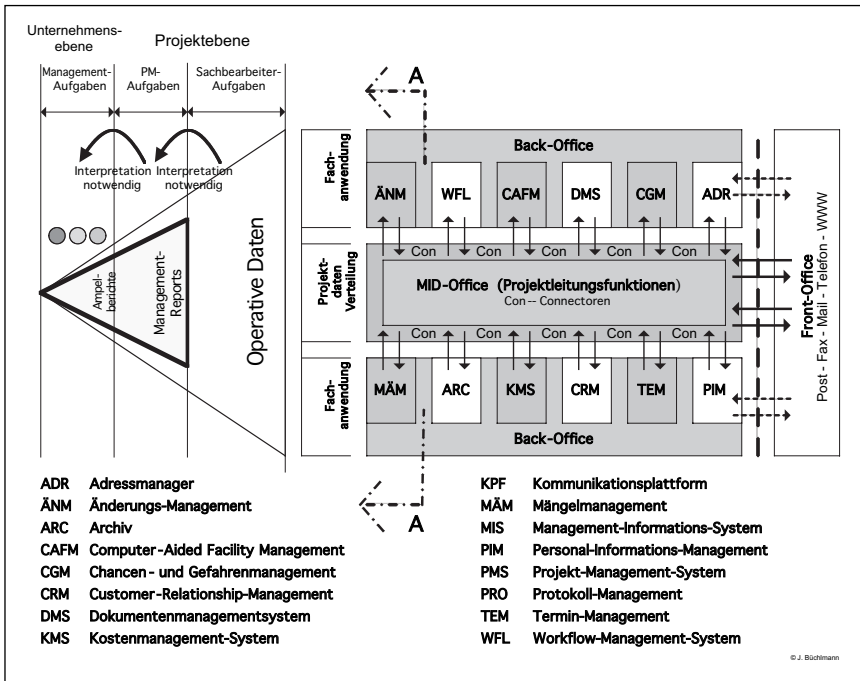 Unternehmens-
ebene
Projektebene
Management-
Aufgaben
PM-
Aufgaben
Sachbearbeiter-
Aufgaben
Interpretation
notwendig
Interpretation
notwendig
Ampel-
berichte
Management-
Reports
Operative Daten
A
Fach-
anwendung
Back-Office
ÄNM
WFL
CAFM
DMS
CGM
ADR
Projekt-
daten
Verteilung
Con
Con
Con
Con
Con
MID-Office (Projektleitungsfunktionen)
Con -- Connectoren
Con
Con
Con
Con
Con
Fach-
anwendung
MÄM
ARC
KMS
CRM
TEM
PIM
Back-Office
A
Front-Office
Post - Fax - Mail - Telefon - WWW
ADR Adressmanager
ÄNM Änderungs-Management
ARC Archiv
CAFM Computer-Aided Facility Management
CGM Chancen- und Gefahrenmanagement
CRM Customer-Relationship-Management
DMS Dokumentenmanagementsystem
KMS Kostenmanagement-System
KPF Kommunikationsplattform
MÄM Mängelmanagement
MIS Management-Informations-System
PIM Personal-Informations-Management
PMS Projekt-Management-System
PRO Protokoll-Management
TEM Termin-Management
WFL Workflow-Management-System
© J. Büchlmann